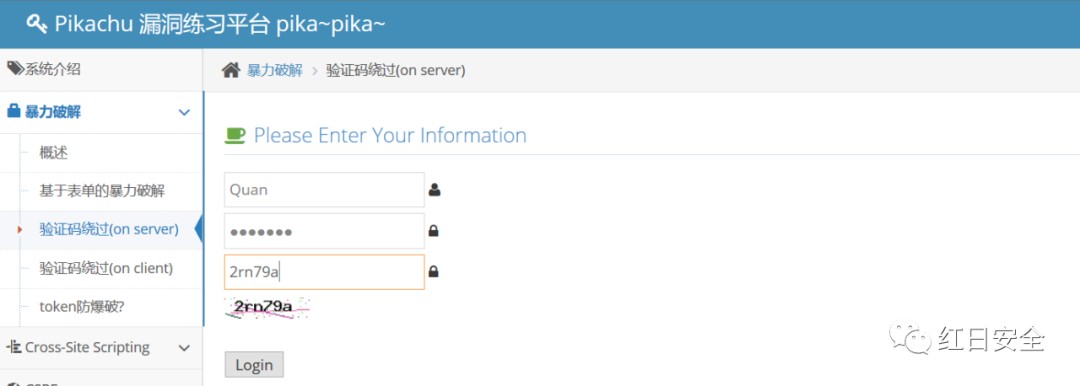 Pikachu 漏洞练习平台 pika~pika~
系统介绍
暴力破解
概述
基于表单的暴力破解
验证码绕过(on server)
验证码绕过(on client)
token防爆破?
Cross-Site Scripting
暴力破解 > 验证码绕过(on server)
Please Enter Your Information
Quan
●●●●●●●
2rn79a
2rn79a
Login
红日安全